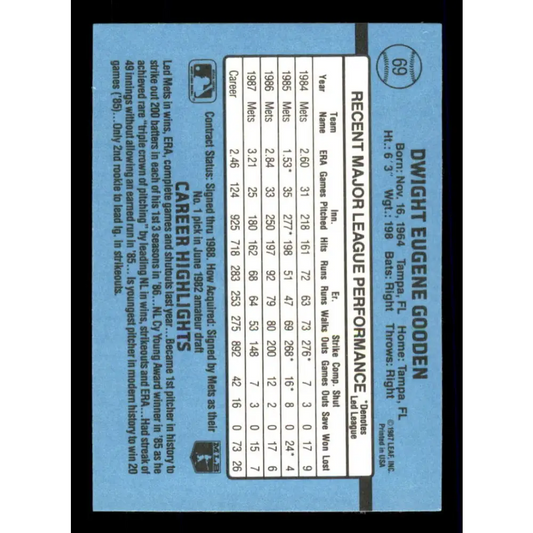 69
DWIGHT EUGENE GOODEN
Born: Nov. 16, 1964 Tampa, FL Home: Tampa, FL
Ht.: 6' 3" Wgt.: 198 Bats: Right Throws: Right
©1987 LEAF, INC.
Printed in USA
RECENT MAJOR LEAGUE PERFORMANCE *Denotes Led League
Team Inn. Er. Strike Comp. Shut
Year Name ERA Games Pitched Hits Runs Runs Walks Outs Games Outs Save Won Lost
1984 Mets 2.60 31 218 161 72 63 73 276* 7 3 0 17 9
1985 Mets 1.53* 35 277* 198 51 47 69 268* 16* 8 0 24* 4
1986 Mets 2.84 33 250 197 92 79 80 200 12 2 0 17 6
1987 Mets 3.21 25 180 162 68 64 53 148 7 3 0 15 7
Career 2.46 124 925 718 283 253 275 892 42 16 0 73 26
Contract Status: Signed thru 1988. How Acquired: Signed by Mets as their
No. 1 pick in June 1982 amateur draft
CAREER HIGHLIGHTS
Led Mets in wins, ERA, complete games and shutouts last year...Became 1st pitcher in history to
strike out 200 batters in each of his 1st 3 seasons in '86...NL Cy Young Award winner in '85 as he
achieved rare "triple crown of pitching" by leading NL in wins, strikeouts and ERA...Had streak of
49 innings without allowing an earned run in '85...Is youngest pitcher in modern history to win 20
games ('85)...Only 2nd rookie to lead lg. in strikeouts.